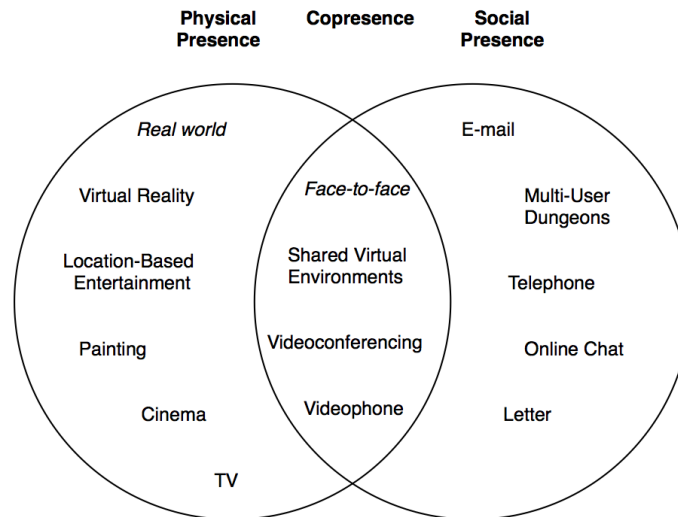 Physical
Presence
Copresence
Social
Presence
Real world
Virtual Reality
Location-Based
Entertainment
Painting
Cinema
TV
Face-to-face
Shared Virtual
Environments
Videoconferencing
Videophone
E-mail
Multi-User
Dungeons
Telephone
Online Chat
Letter